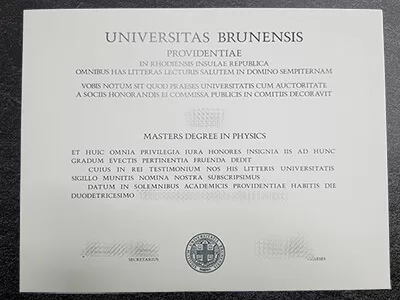 UNIVERSITAS BRUNENSIS
PROVIDENTIAE
IN RHODIENSIS INSULAE REPUBLICA
OMNIBUS HAS LITTERAS LECTURIS SALUTEM IN DOMINO SEMPITERNAM
VOBIS NOTUM SIT QUOD PRAESES UNIVERSITATIS CUM AUCTORITATE
A SOCIIS HONORANDIS EI COMMISSA PUBLICIS IN COMITIIS DECORAVIT
MASTERS DEGREE IN PHYSICS
ET HUIC OMNIA PRIVILEGIA IURA HONORES INSIGNIA IIS AD HUNC
GRADUM EVECTIS PERTINENTIA FRUENDA DEDIT
CUIUS IN REI TESTIMONIUM NOS HIS LITTERIS UNIVERSITATIS
SIGILLO MUNITIS NOMINA NOSTRA SUBSCRIPSIMUS
DATUM IN SOLEMNIBUS ACADEMICIS PROVIDENTIAE HABITIS DIE
DUODETRICESIMO
SECRETARIUS